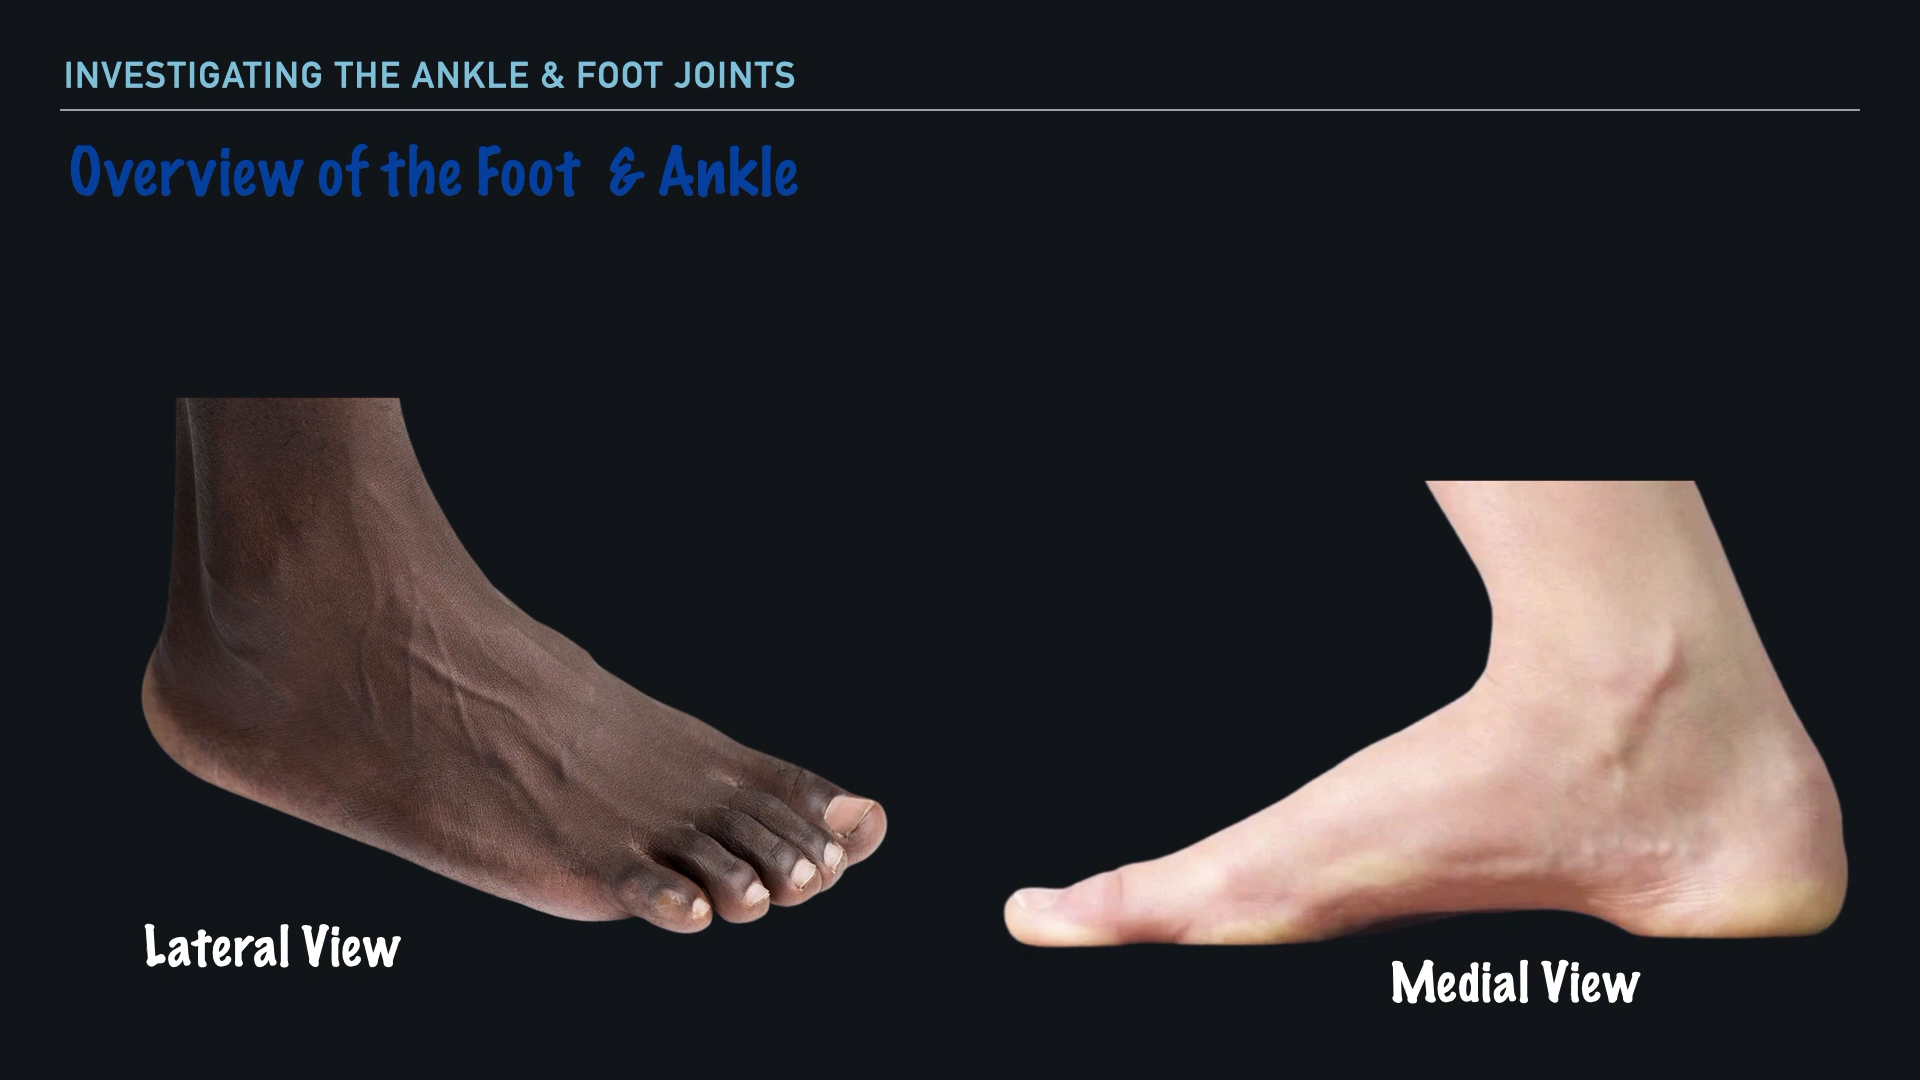 INVESTIGATING THE ANKLE & FOOT JOINTS
Overview of the Foot & Ankle
Lateral View
Medial View